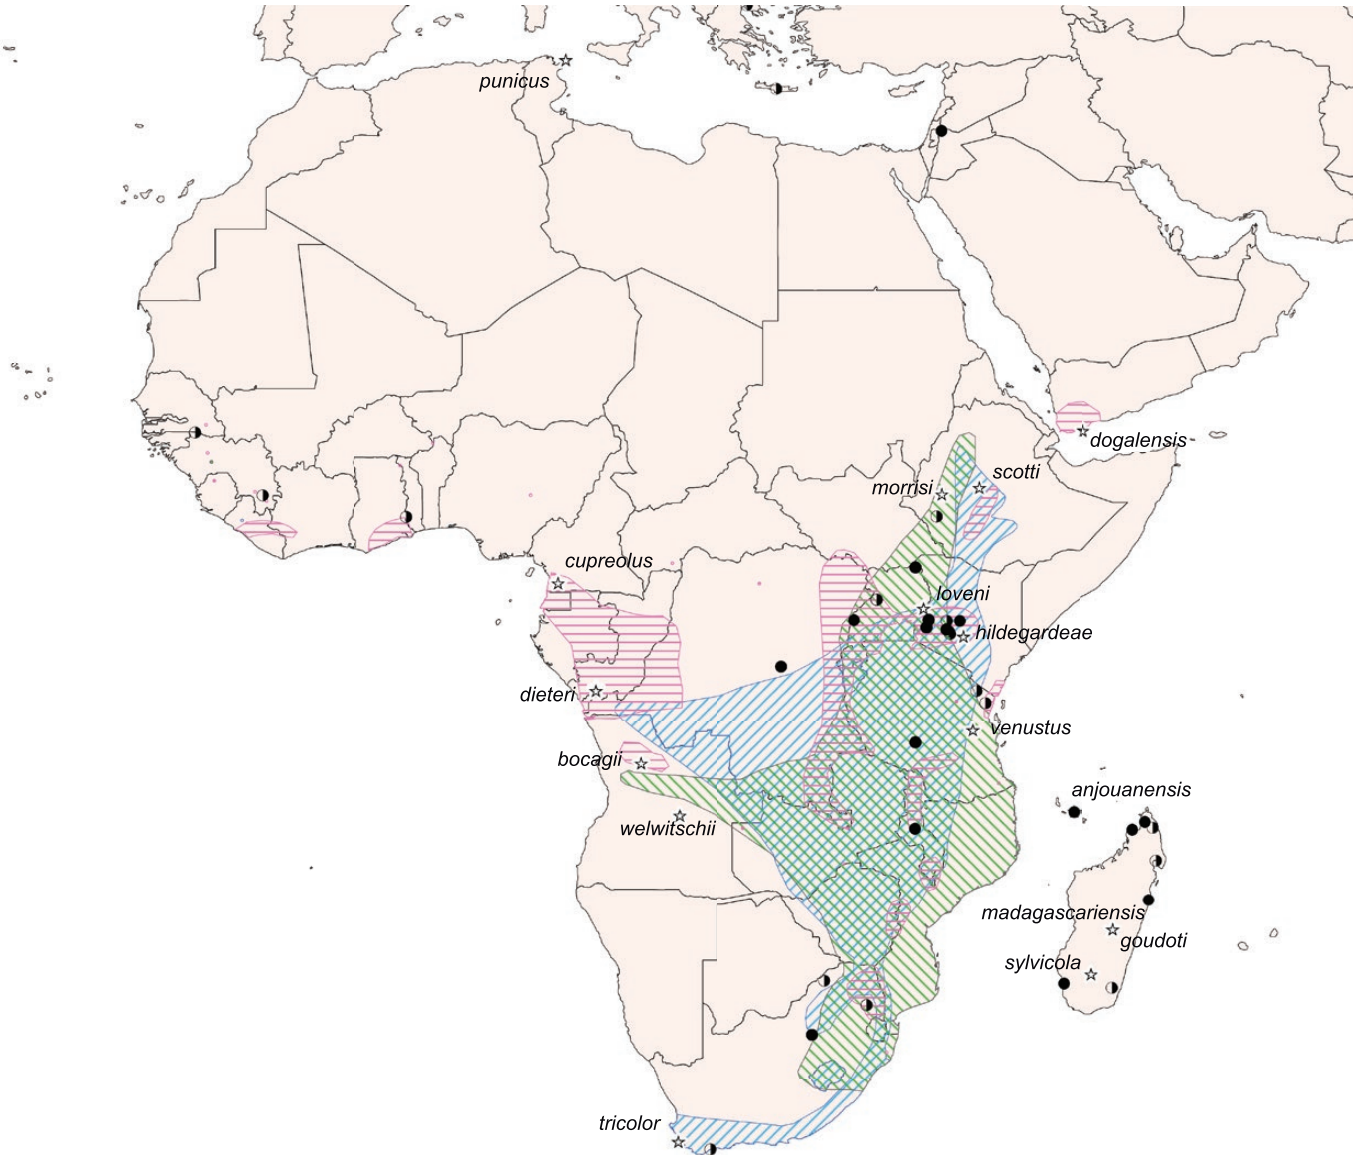 punicus
dogalensis
scotti
morrisi
cupreolus
loveni
hildegardeae
dieteri
venustus
bocagii
anjouanensis
welwitschii
madagascariensis
goudoti
sylvicola
tricolor